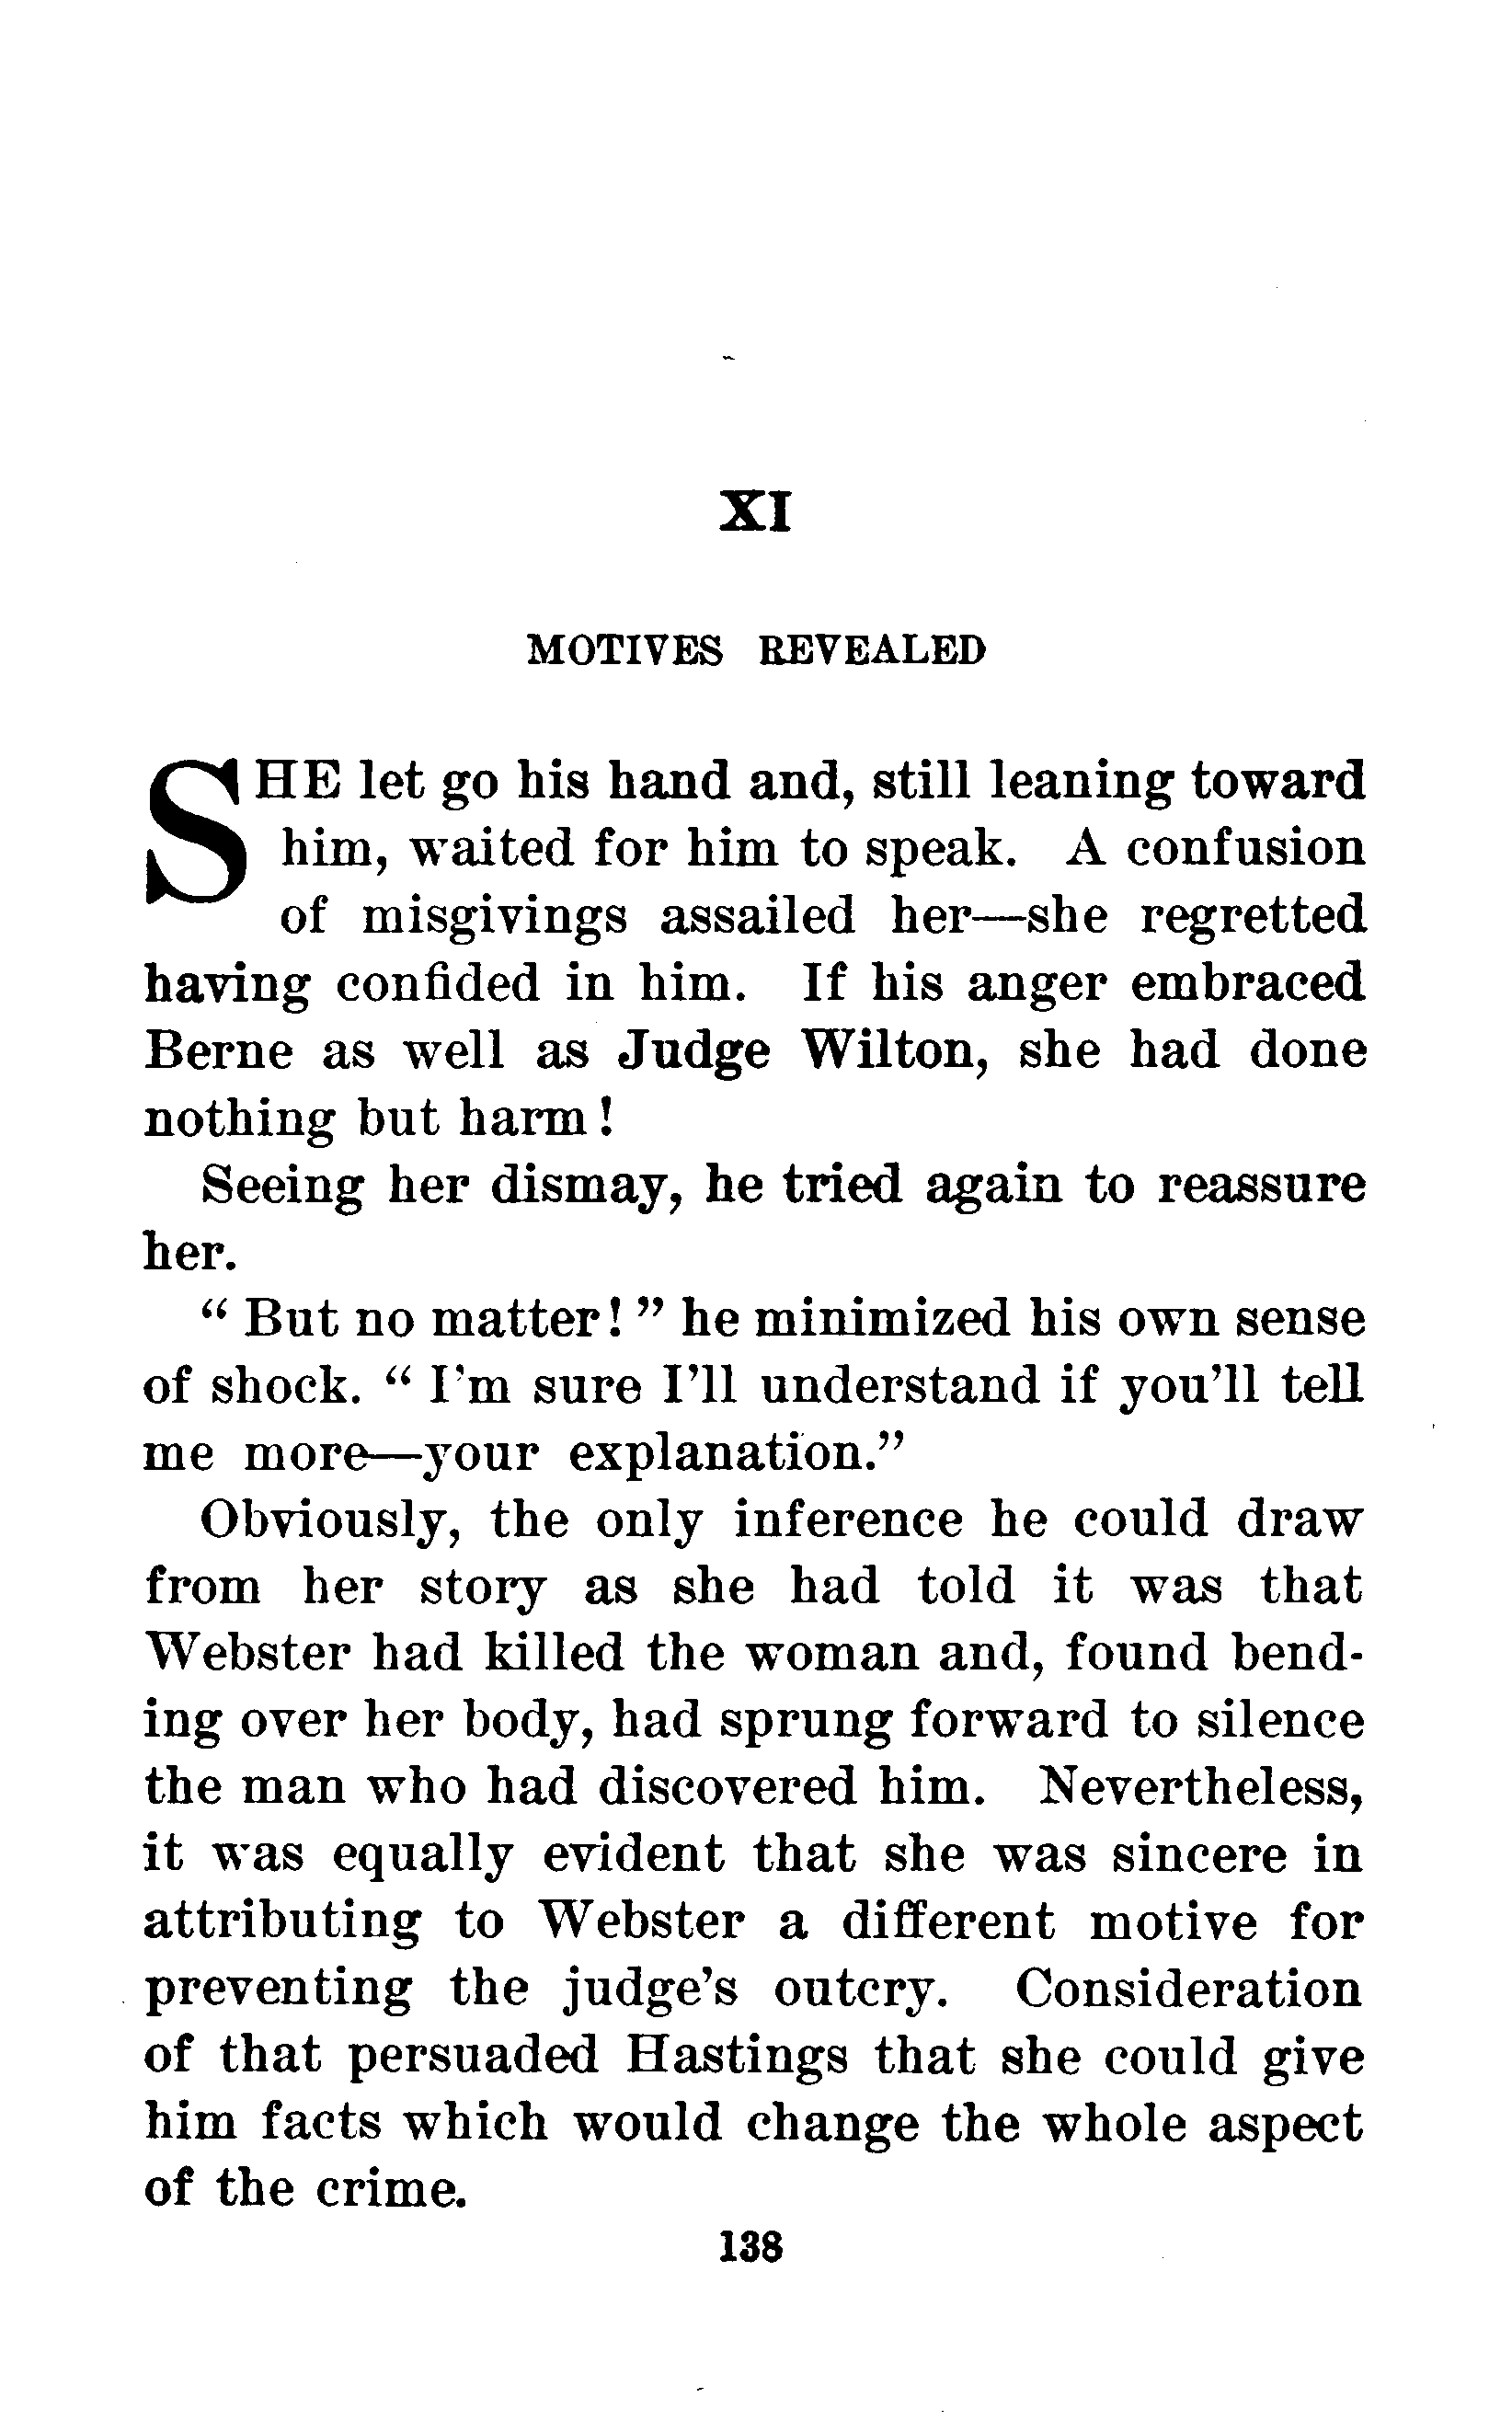 XI
MOTIVES REVEALED
SHE let go his hand and, still leaning toward
him, waited for him to speak. A confusion
of misgivings assailed her—she regretted
having confided in him. If his anger embraced
Berne as well as Judge Wilton, she had done
nothing but harm!
Seeing her dismay, he tried again to reassure
her.
“ But no matter! ” he minimized his own sense
of shock. “ I'm sure I'll understand if you'll tell
me more—your explanation.”
Obviously, the only inference he could draw
from her story as she had told it was that
Webster had killed the woman and, found bend-
ing over her body, had sprung forward to silence
the man who had discovered him. Nevertheless,
it was equally evident that she was sincere in
attributing to Webster a different motive for
preventing the judge's outcry. Consideration
of that persuaded Hastings that she could give
him facts which would change the whole aspect
of the crime.
138